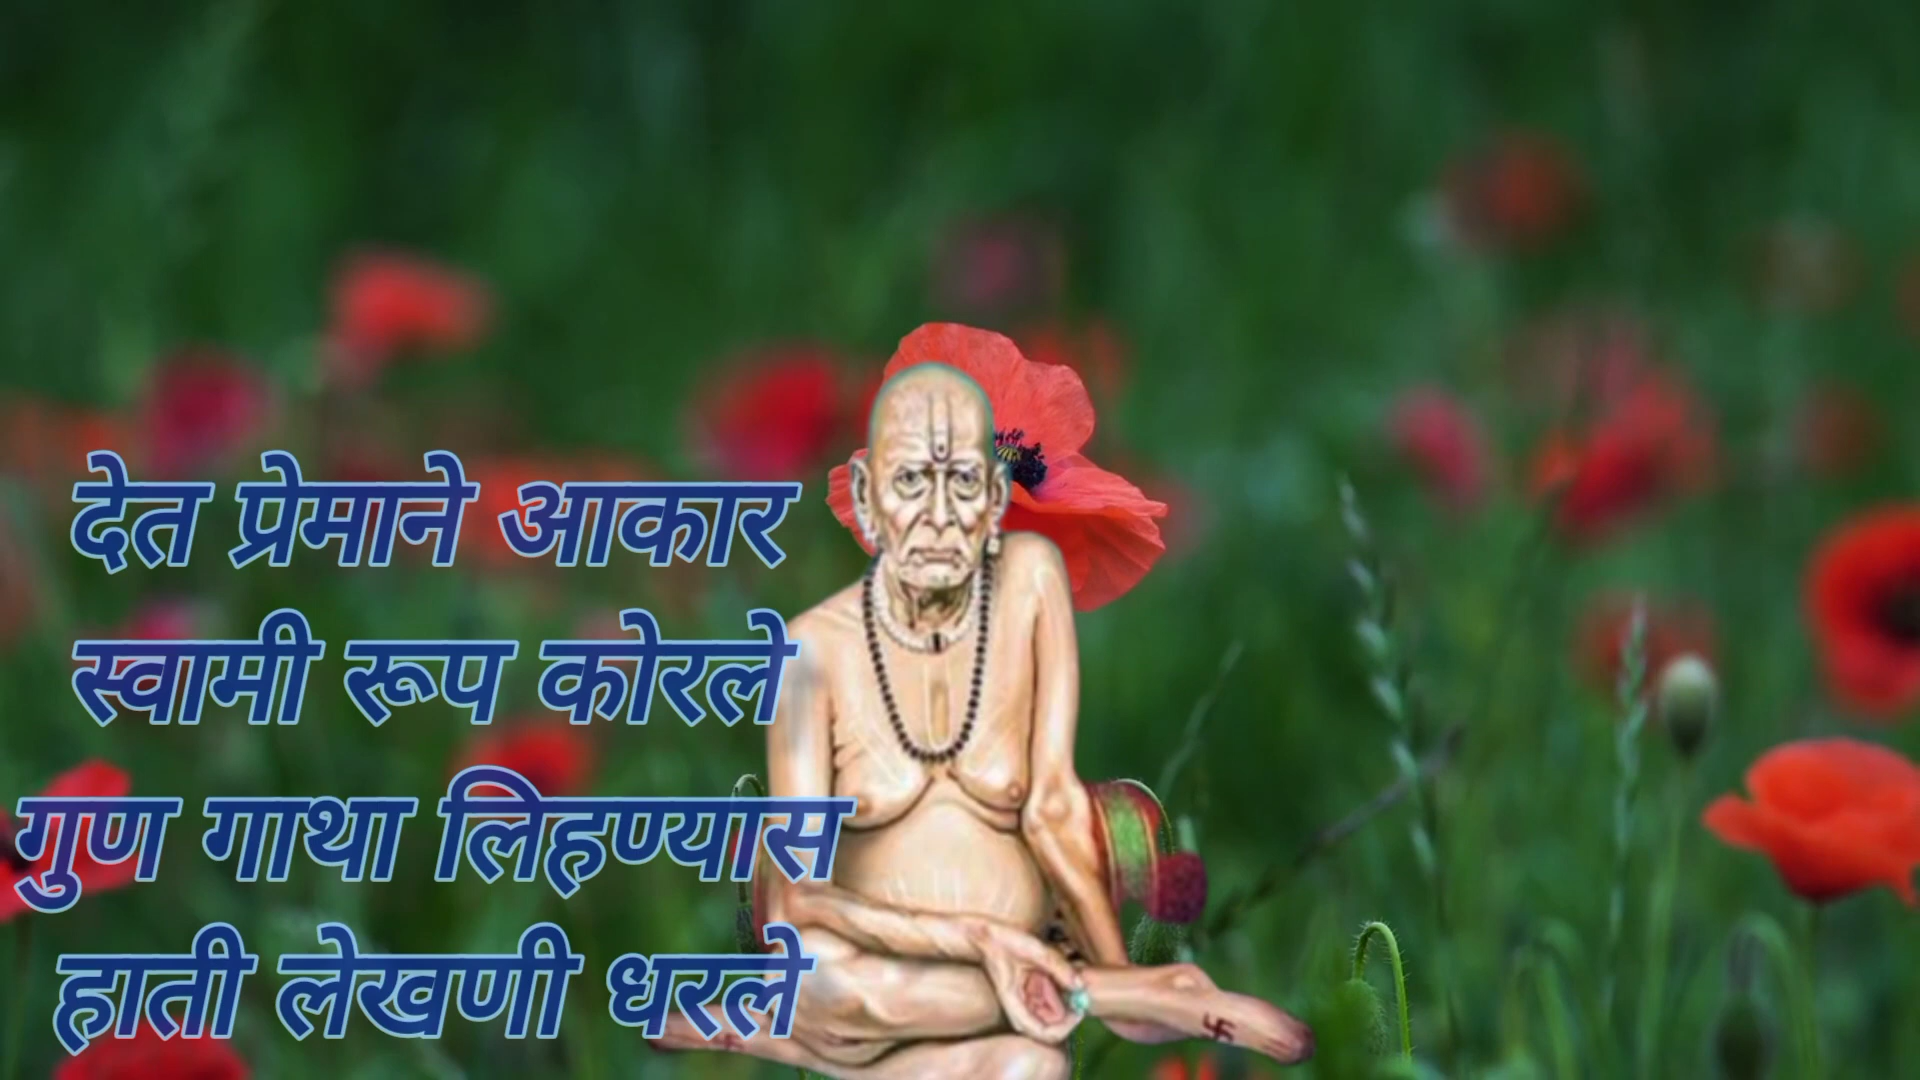 देत प्रेमाने आकार
स्वामी रूप कोरले
गुण गाथा लिहण्यास
हाती लेखणी धरले